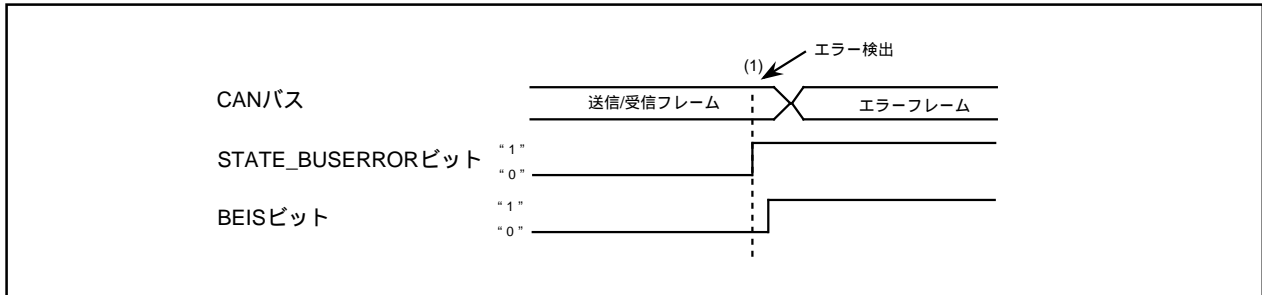 エラー検出
(1)
CANバス
送信/受信フレーム
エラーフレーム
STATE_BUSERRORビット
“1”
“0”
BEISビット
“1”
“0”